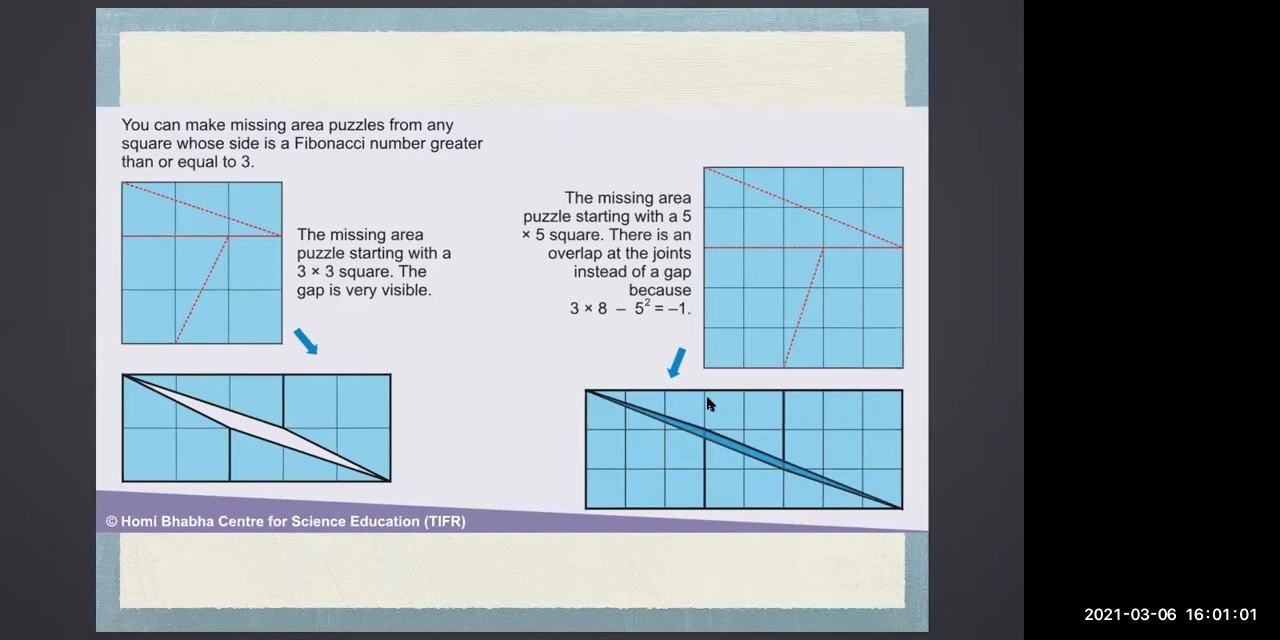 You can make missing area puzzles from any
square whose side is a Fibonacci number greater
than or equal to 3.
The missing area
puzzle starting with a
3 × 3 square. The
gap is very visible.
The missing area
puzzle starting with a 5
× 5 square. There is an
overlap at the joints
instead of a gap
because
3 × 8 – 5² = –1.
© Homi Bhabha Centre for Science Education (TIFR)
2021-03-06 16:01:01